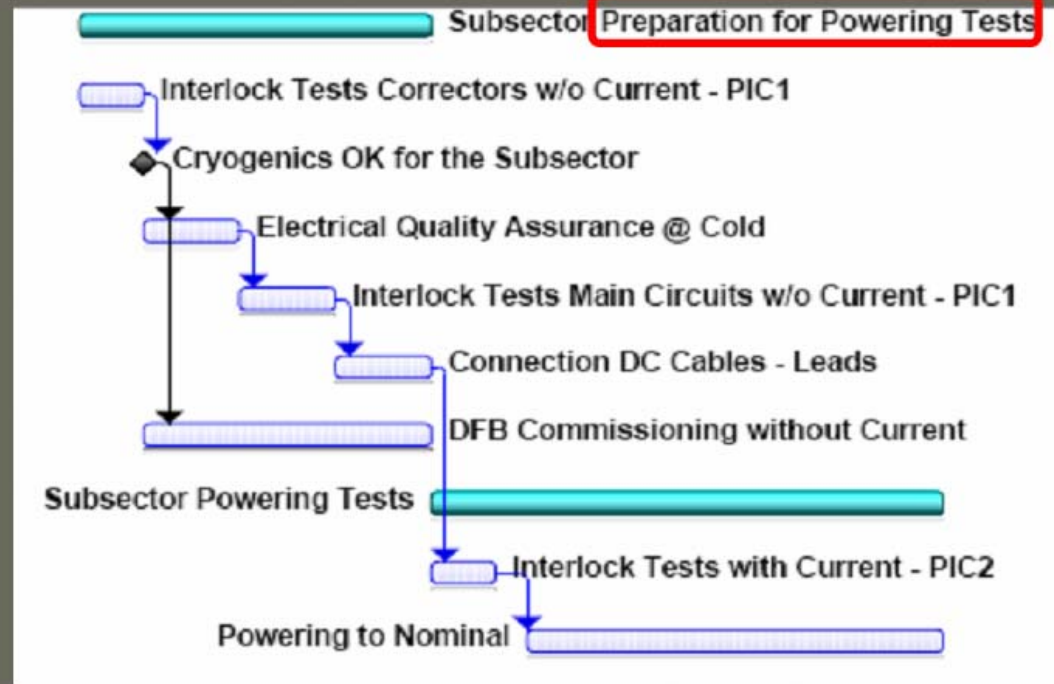 Subsector Preparation for Powering Tests
Interlock Tests Correctors w/o Current - PIC1
Cryogenics OK for the Subsector
Electrical Quality Assurance @ Cold
Interlock Tests Main Circuits w/o Current - PIC1
Connection DC Cables - Leads
DFB Commissioning without Current
Subsector Powering Tests
Interlock Tests with Current - PIC2
Powering to Nominal